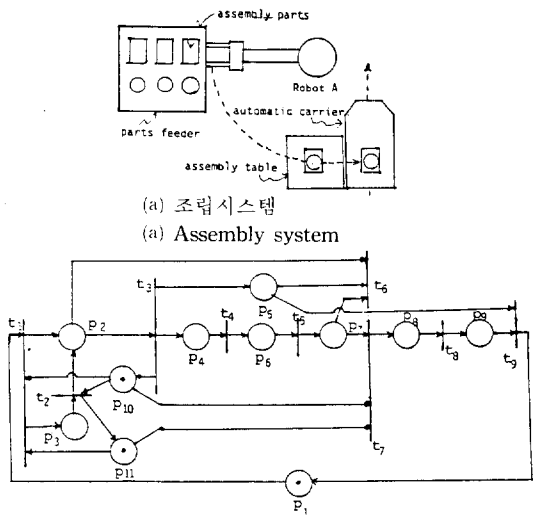 assembly parts
Robot A
automatic carrier
parts feeder
assembly table
(a) 조립시스템
(a) Assembly system
t3
t6
p5
t1
p2
t4
t5
p7
p8
p9
p4
p6
t8
t9
t2
p10
p3
p11
t7
p1